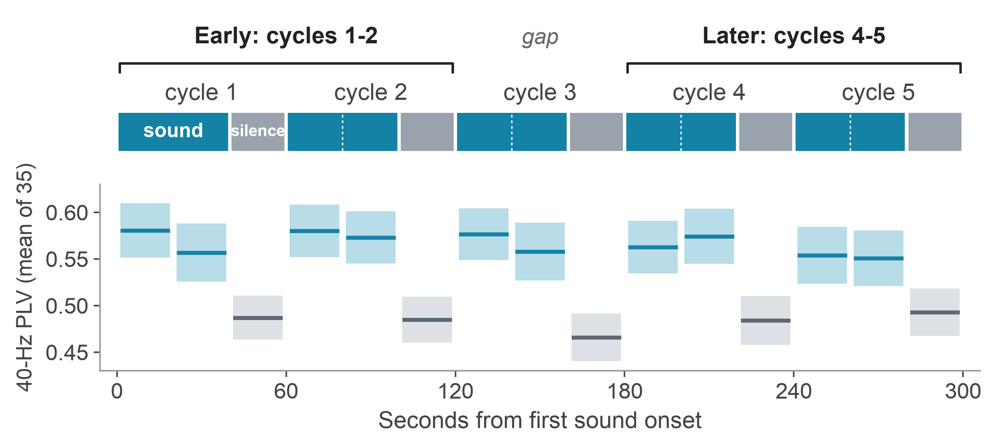 Early: cycles 1-2
gap
Later: cycles 4-5
cycle 1
cycle 2
cycle 3
cycle 4
cycle 5
sound
silence
40-Hz PLV (mean of 35)
0.60
0.55
0.50
0.45
0
60
120
180
240
300
Seconds from first sound onset